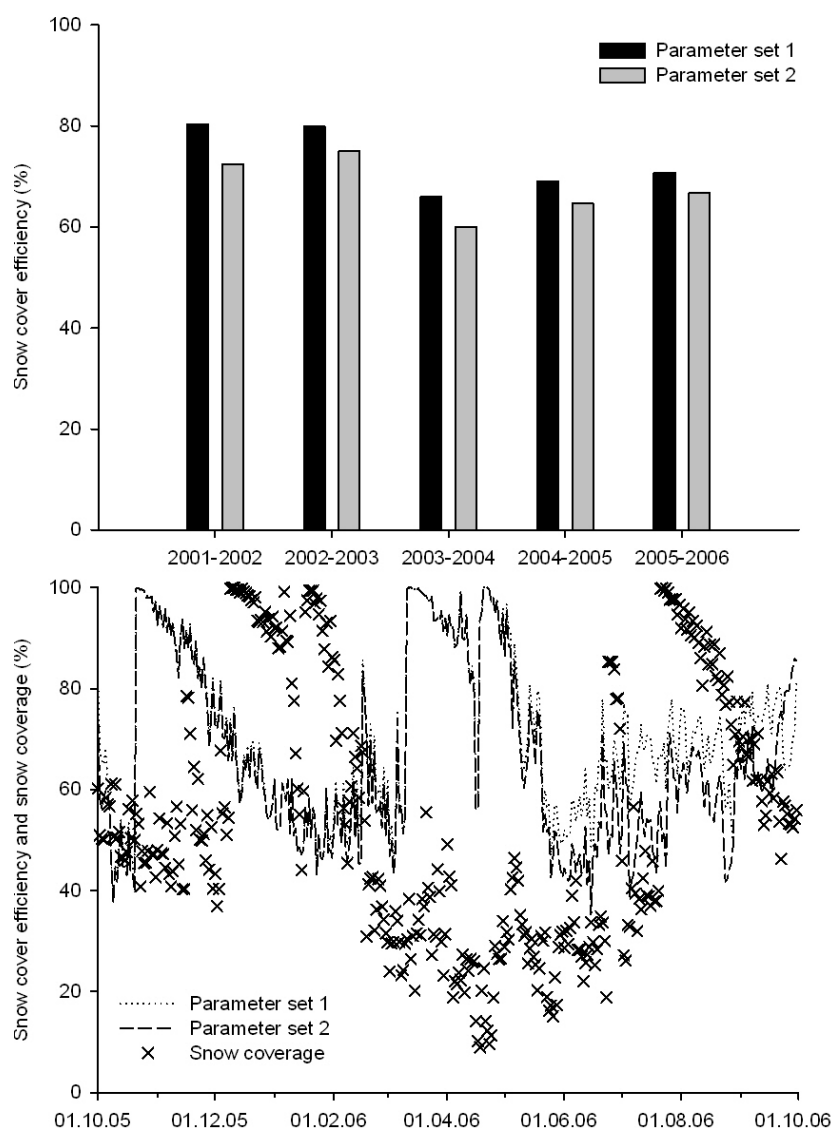 100
Parameter set 1
Parameter set 2
80
60
40
20
0
Snow cover efficiency (%)
2001-2002 2002-2003 2003-2004 2004-2005 2005-2006
100
80
60
40
20
0
Snow cover efficiency and snow coverage (%)
Parameter set 1
Parameter set 2
Snow coverage
01.10.05 01.12.05 01.02.06 01.04.06 01.06.06 01.08.06 01.10.06